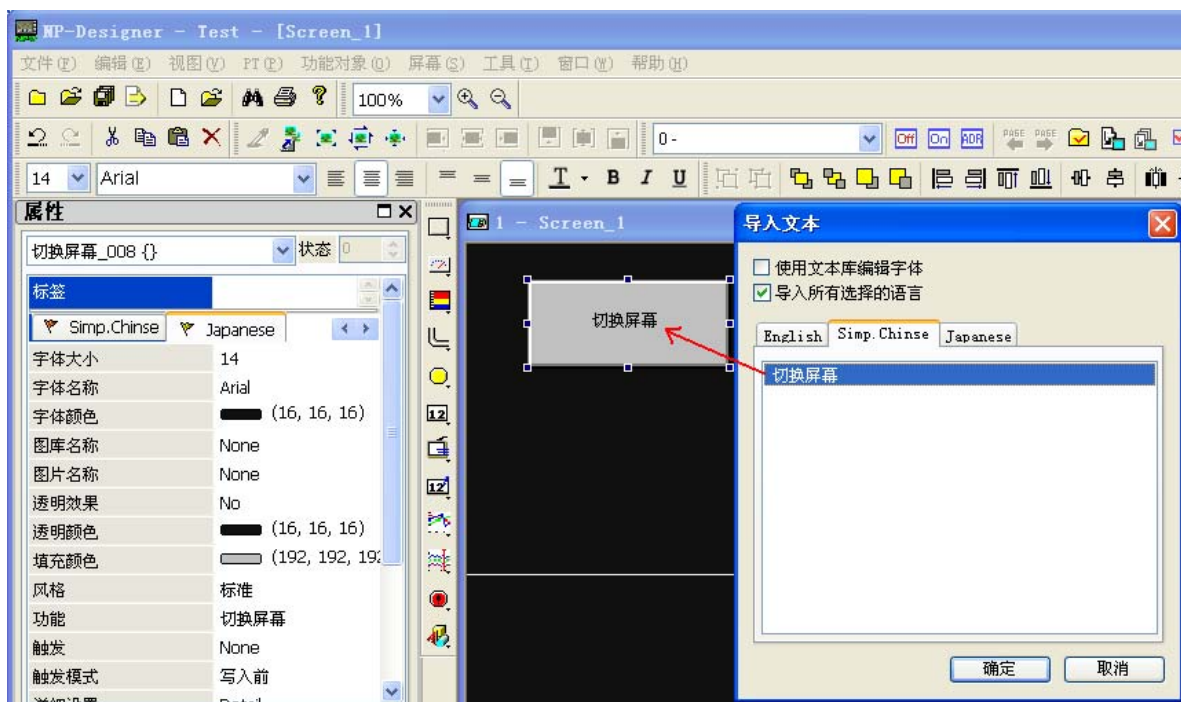 NP-Designer - Test - [Screen_1]
文件(F) 编辑(E) 视图(V) PT(P) 功能对象(O) 屏幕(S) 工具(T) 窗口(W) 帮助(H)
100%
0 -
Off On ADR PAGE PAGE
14 Arial T B I U
属性
切换屏幕_008 {} 状态 0
标签
Simp.Chinse Japanese
字体大小 14
字体名称 Arial
字体颜色 (16, 16, 16)
图库名称 None
图片名称 None
透明效果 No
透明颜色 (16, 16, 16)
填充颜色 (192, 192, 192
风格 标准
功能 切换屏幕
触发 None
触发模式 写入前
12
12
1 - Screen_1
切换屏幕
导入文本
使用文本库编辑字体
导入所有选择的语言
English Simp.Chinse Japanese
切换屏幕
确定 取消